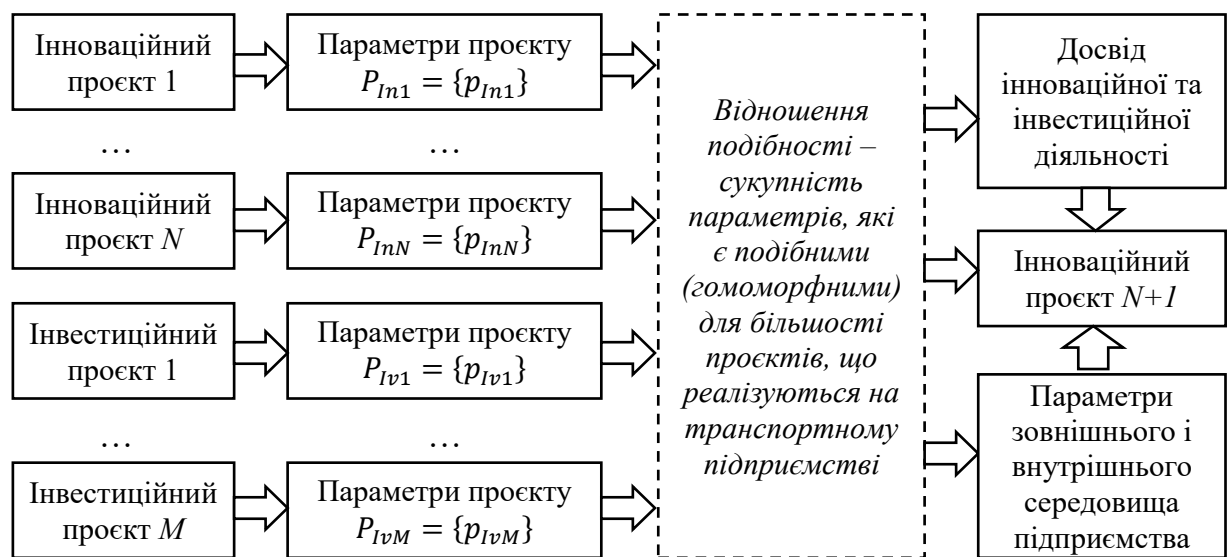 Інноваційний
проєкт 1
Параметри проєкту
P_{In1} = {p_{In1}}
…
…
Інноваційний
проєкт N
Параметри проєкту
P_{InN} = {p_{InN}}
Інвестиційний
проєкт 1
Параметри проєкту
P_{Iv1} = {p_{Iv1}}
…
…
Інвестиційний
проєкт M
Параметри проєкту
P_{IvM} = {p_{IvM}}
Відношення
подібності –
сукупність
параметрів, які
є подібними
(гомоморфними)
для більшості
проєктів, що
реалізуються на
транспортному
підприємстві
Досвід
інноваційної та
інвестиційної
діяльності
Інноваційний
проєкт N+1
Параметри
зовнішнього і
внутрішнього
середовища
підприємства